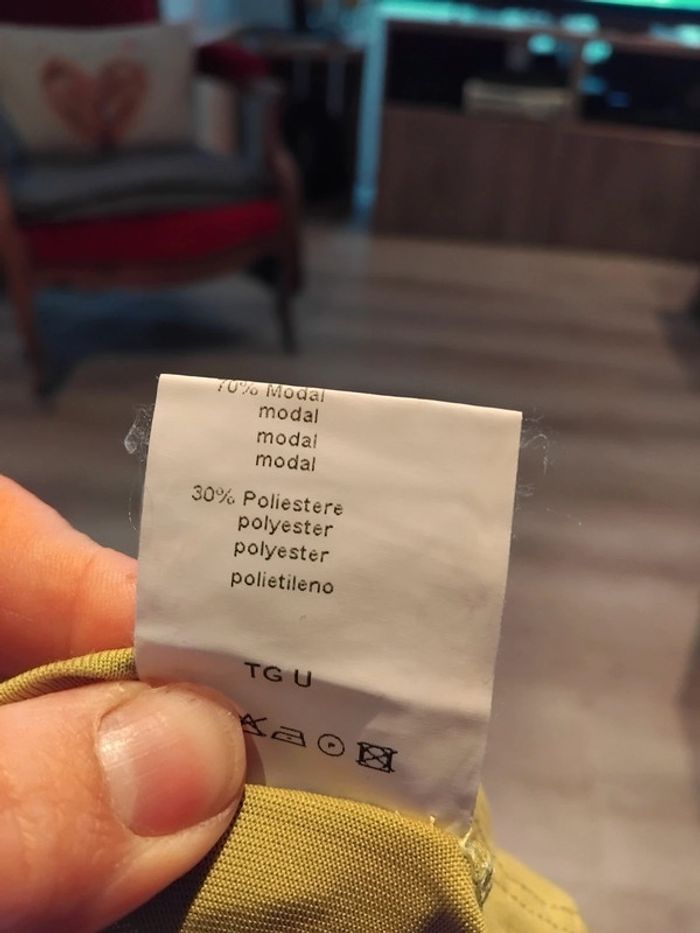 70% Modal
modal
modal
modal
30% Poliestere
polyester
polyester
polietileno
TG U
P